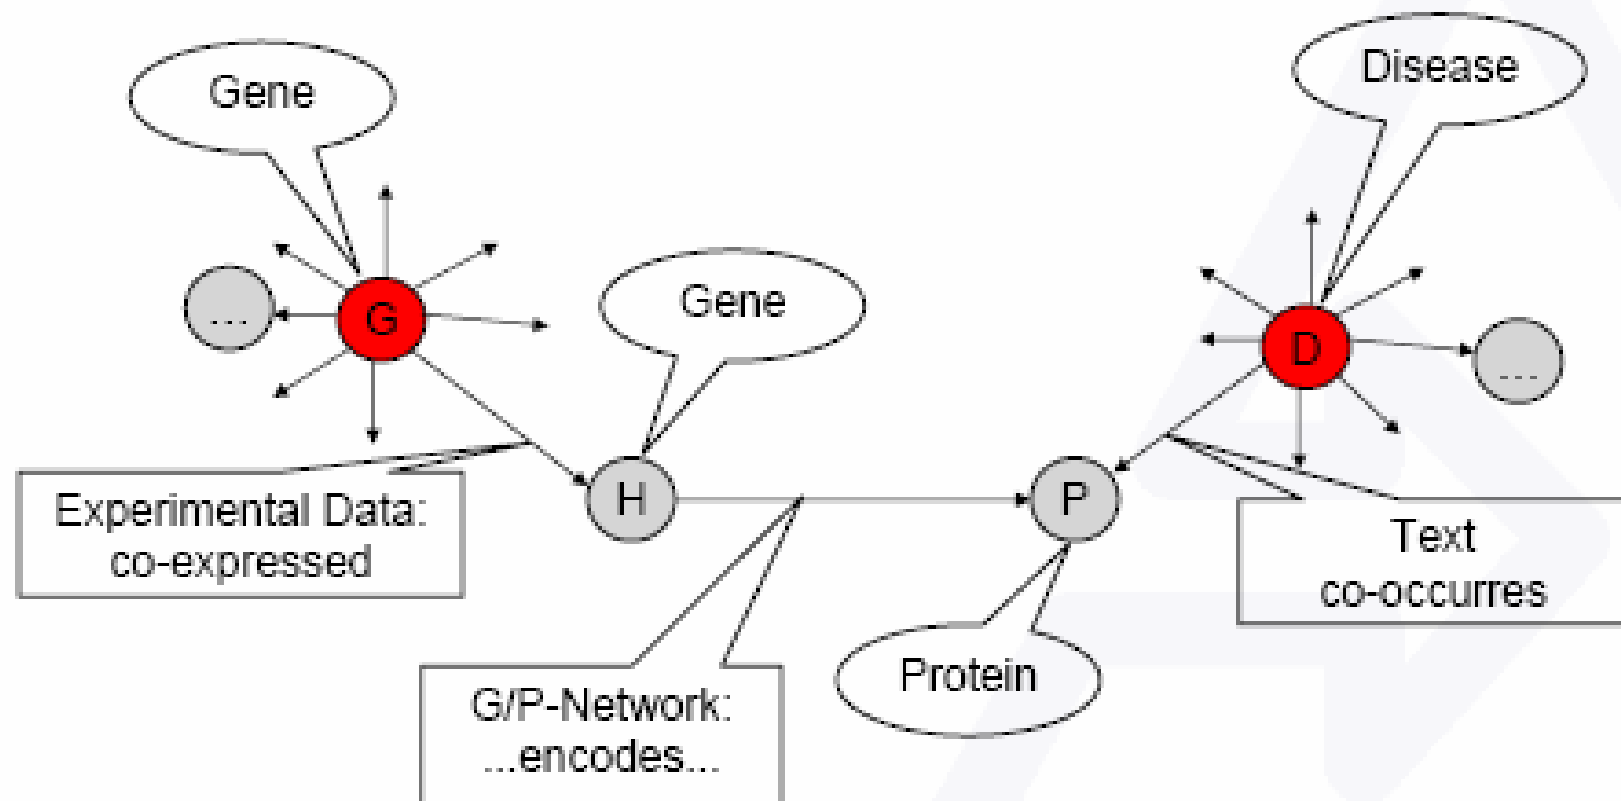 Gene
Disease
G
...
Gene
D
...
Experimental Data:
co-expressed
H
P
Text
co-occurres
Protein
G/P-Network:
...encodes...